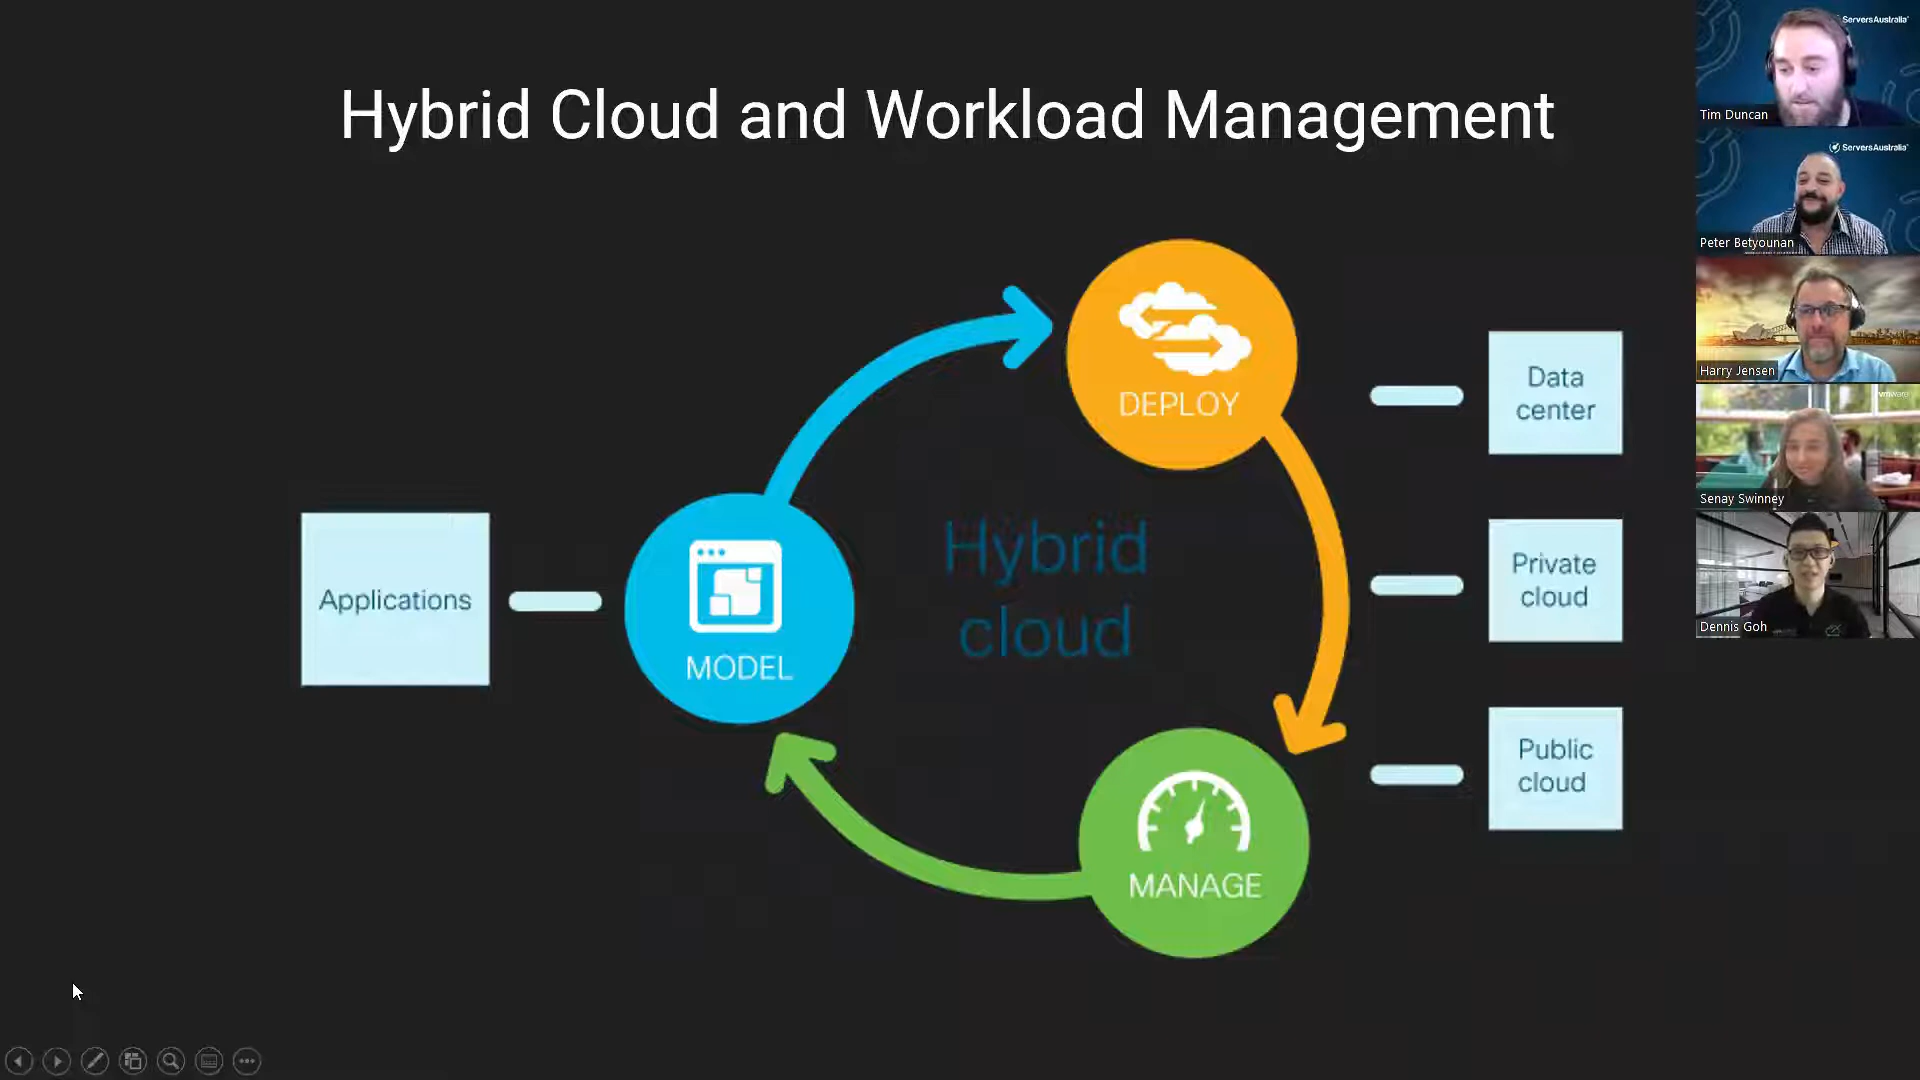 Hybrid Cloud and Workload Management
ServersAustralia
Tim Duncan
ServersAustralia
Peter Betyounan
Harry Jensen
vmware
Senay Swinney
Dennis Goh
DEPLOY
Data
center
Applications
MODEL
Hybrid
cloud
Private
cloud
Public
cloud
MANAGE